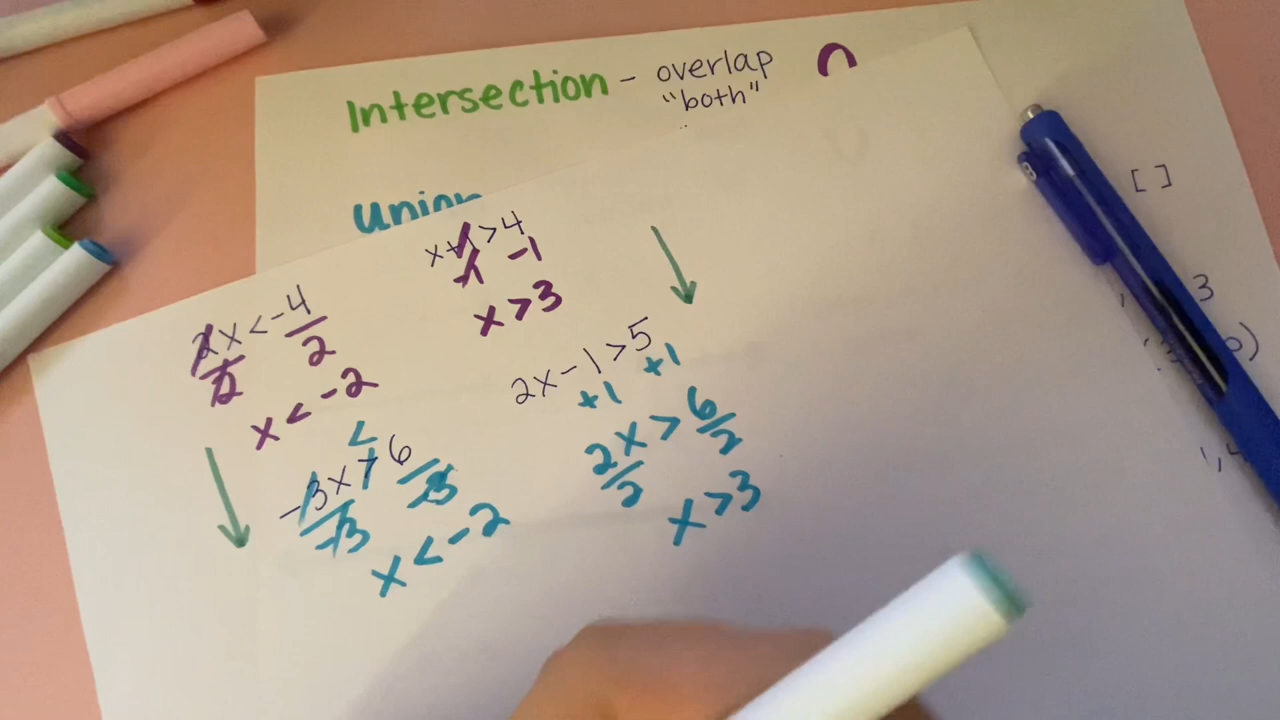 Intersection - overlap ∩
"both"
Union
[ ]
x+1>4
-1 -1
x>3
2x<-4
2 2
x<-2
3
2x-1>5
+1 +1
2x>6
2 2
x>3
<
-3x>6
-3 -3
x<-2